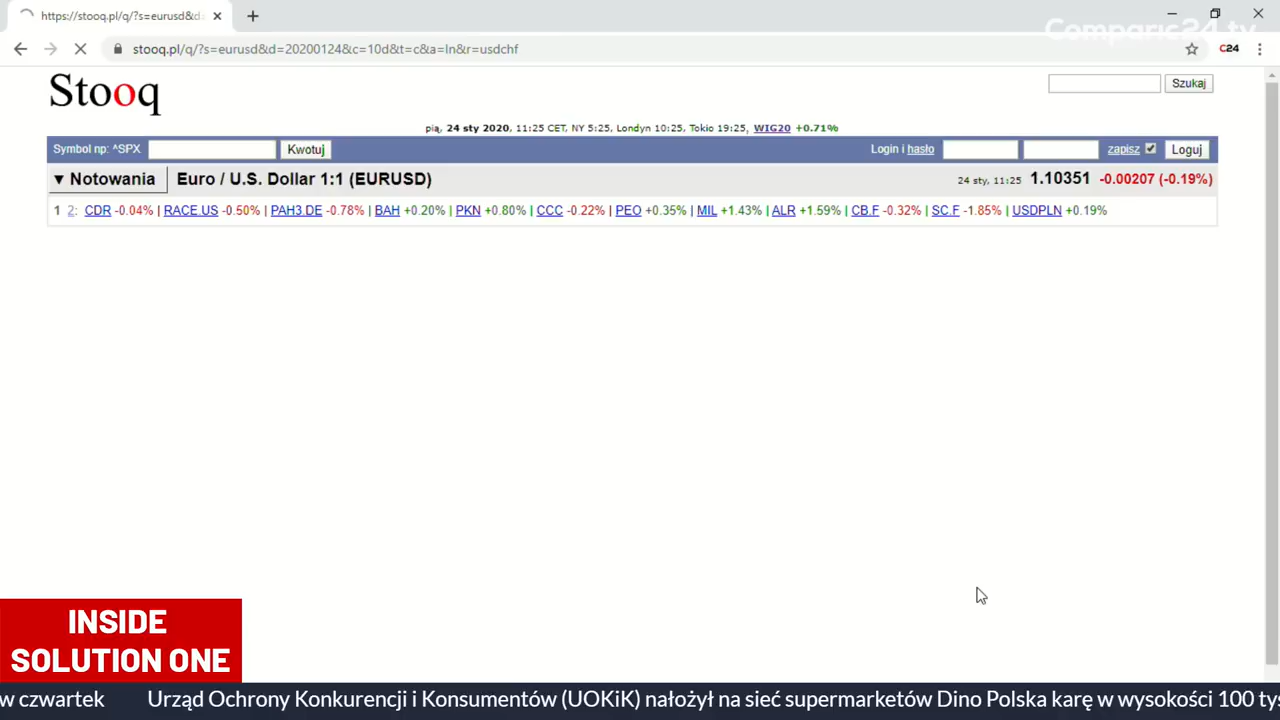 https://stooq.pl/q/?s=eurusd&d
Comparic24.tv
stooq.pl/q/?s=eurusd&d=20200124&c=10d&t=c&a=ln&r=usdchf
C24
Stooq
Szukaj
pią, 24 sty 2020, 11:25 CET, NY 5:25, Londyn 10:25, Tokio 19:25, WIG20 +0.71%
Symbol np: ^SPX Kwotuj Login i hasło zapisz Loguj
▼ Notowania Euro / U.S. Dollar 1:1 (EURUSD) 24 sty, 11:25 1.10351 -0.00207 (-0.19%)
1 2: CDR -0.04% | RACE.US -0.50% | PAH3.DE -0.78% | BAH +0.20% | PKN +0.80% | CCC -0.22% | PEO +0.35% | MIL +1.43% | ALR +1.59% | CB.F -0.32% | SC.F -1.85% | USDPLN +0.19%
INSIDE
SOLUTION ONE
w czwartek Urząd Ochrony Konkurencji i Konsumentów (UOKiK) nałożył na sieć supermarketów Dino Polska karę w wysokości 100 ty